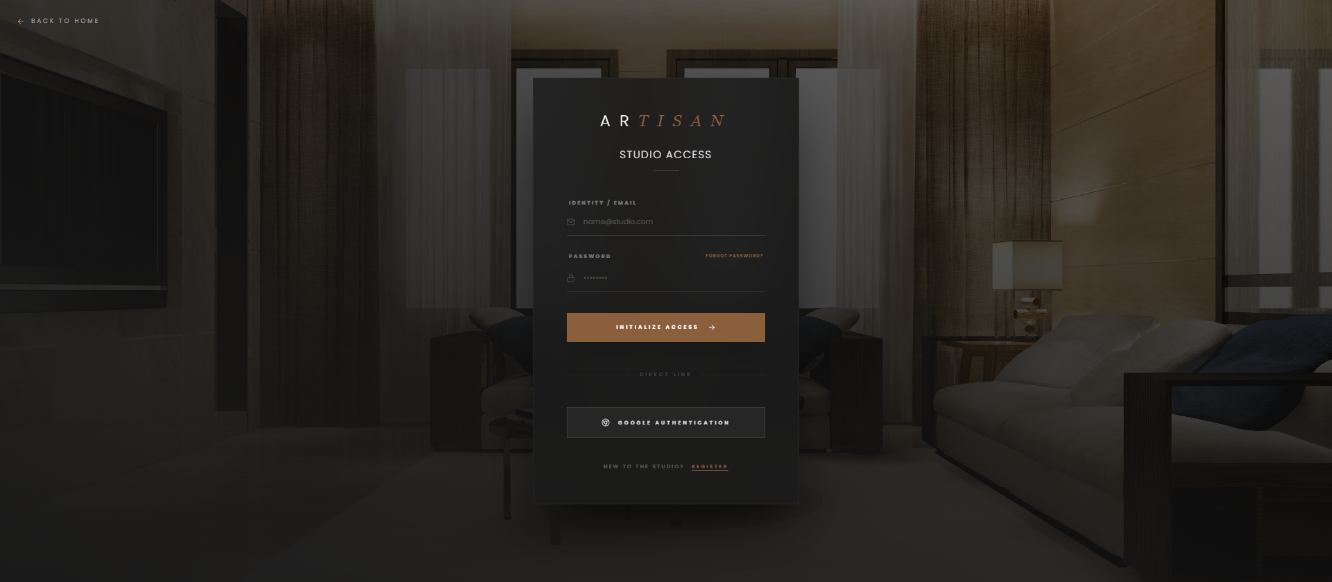 ← BACK TO HOME
ARTISAN
STUDIO ACCESS
IDENTITY / EMAIL
name@studio.com
PASSWORD FORGOT PASSWORD?
••••••••
INITIALIZE ACCESS →
DIRECT LINK
GOOGLE AUTHENTICATION
NEW TO THE STUDIO? REGISTER